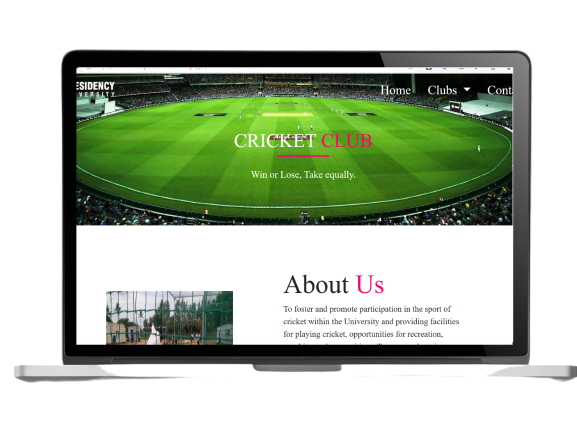 ESIDENCY
VERSITY
Home Clubs Cont
CRICKET CLUB
Win or Lose, Take equally.
About Us
To foster and promote participation in the sport of
cricket within the University and providing facilities
for playing cricket, opportunities for recreation,